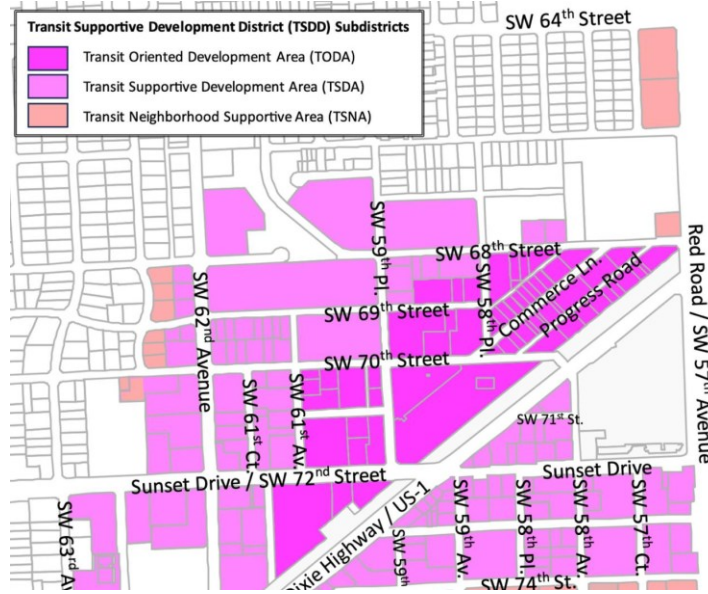 Transit Supportive Development District (TSDD) Subdistricts
Transit Oriented Development Area (TODA)
Transit Supportive Development Area (TSDA)
Transit Neighborhood Supportive Area (TSNA)
SW 64th Street
SW 59th Pl.
SW 68th Street
Red Road / SW 57th Avenue
SW 62nd Avenue
SW 58th Pl.
Commerce Ln.
Progress Road
SW 69th Street
SW 70th Street
SW 61st Ct.
SW 61st Av.
SW 71st St.
Sunset Drive / SW 72nd Street
Sunset Drive
Dixie Highway / US-1
SW 63rd Av
SW 59th
SW 59th Av.
SW 58th Pl.
SW 58th Av.
SW 57th Ct.
SW 74th St.